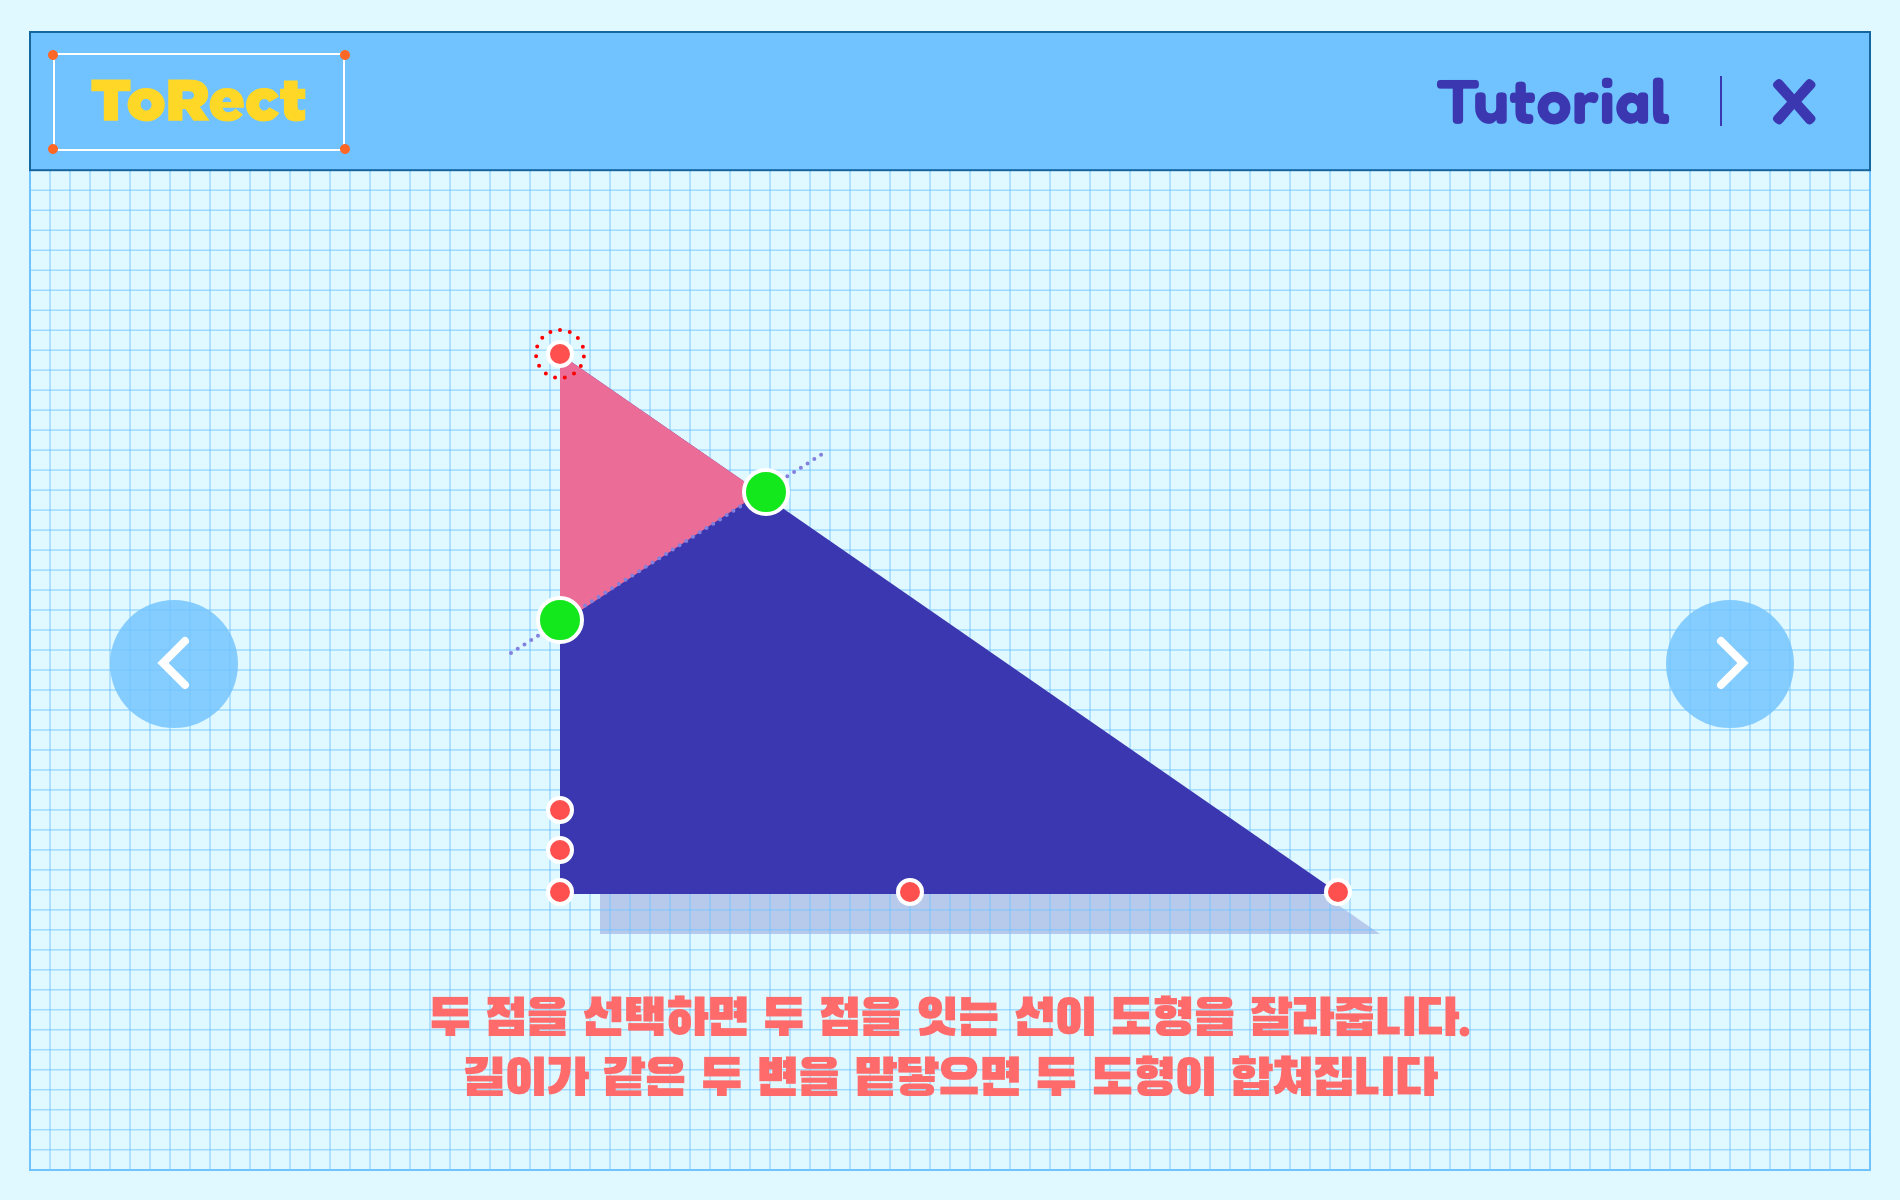 ToRect
Tutorial
두 점을 선택하면 두 점을 잇는 선이 도형을 잘라줍니다.
길이가 같은 두 변을 맡닿으면 두 도형이 합쳐집니다